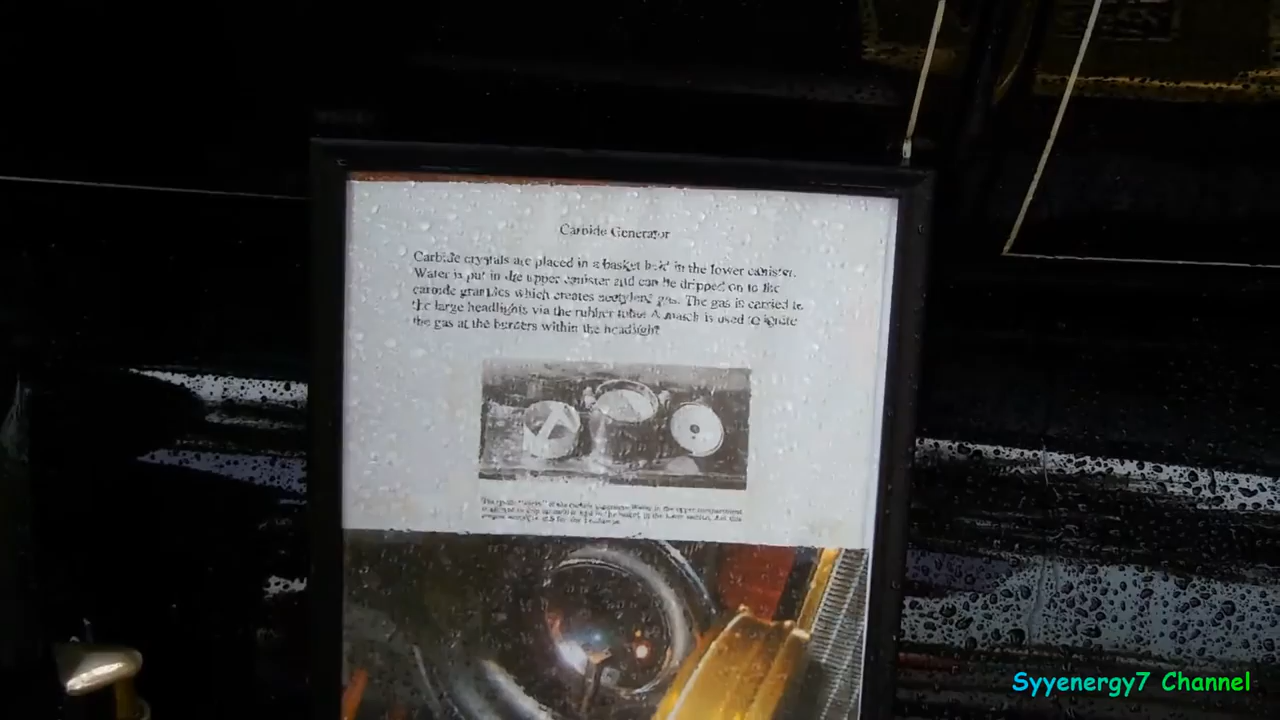 Carbide Generator
Carbide crystals are placed in a basket held in the lower canister.
Water is put in the upper canister and can be dripped on to the
carbide granules which creates acetylene gas. The gas is carried to
the large headlights via the rubber tube. A match is used to ignite
the gas at the burners within the headlight
Syyenergy7 Channel